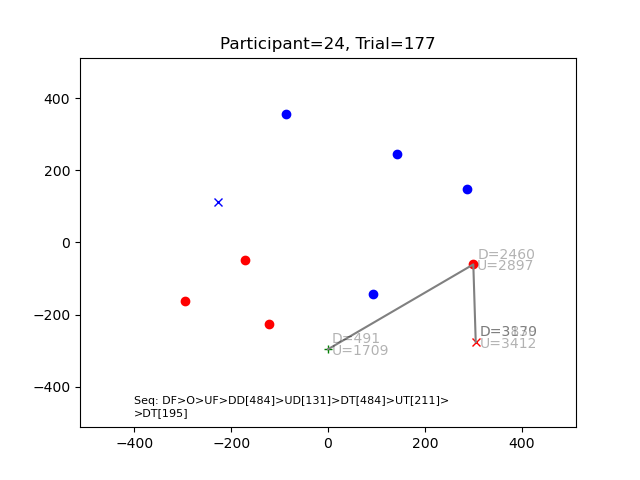 Participant=24, Trial=177
400
200
0
−200
−400
D=2460
U=2897
D=491
U=1709
U=3412
Seq: DF>O>UF>DD[484]>UD[131]>DT[484]>UT[211]>
>DT[195]
−400
−200
0
200
400